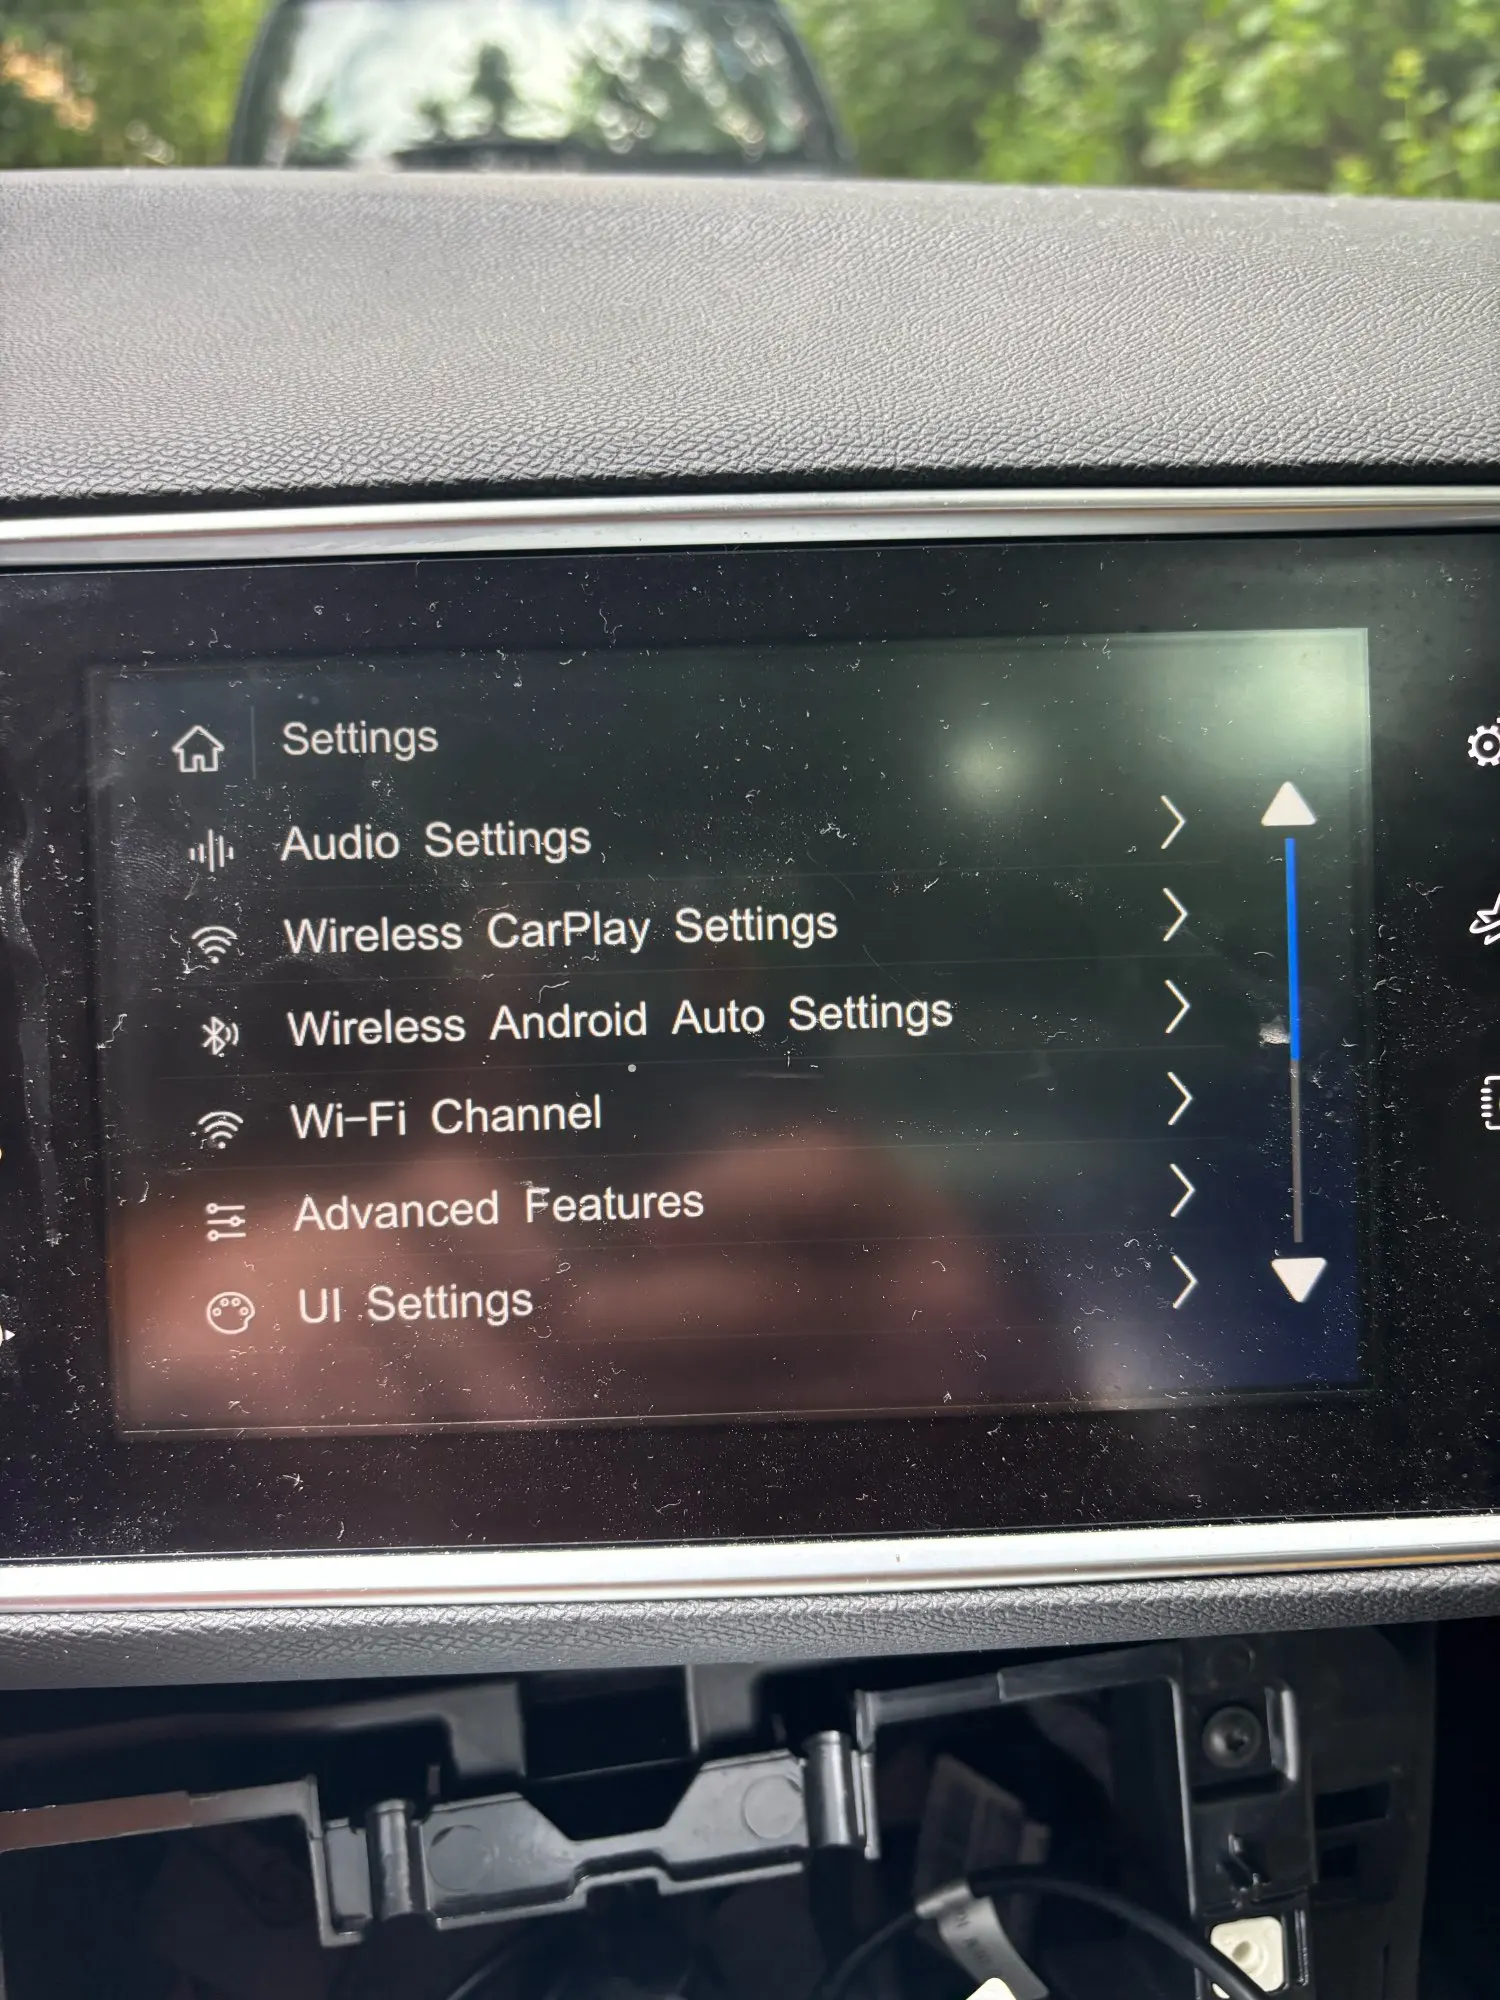 Settings
Audio Settings
Wireless CarPlay Settings
Wireless Android Auto Settings
Wi-Fi Channel
Advanced Features
UI Settings